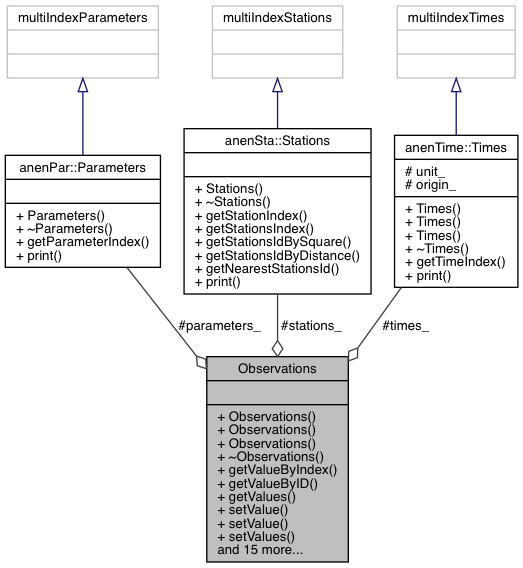 multiIndexParameters
multiIndexStations
multiIndexTimes
anenPar::Parameters
+ Parameters()
+ ~Parameters()
+ getParameterIndex()
+ print()
anenSta::Stations
+ Stations()
+ ~Stations()
+ getStationIndex()
+ getStationsIndex()
+ getStationsIdBySquare()
+ getStationsIdByDistance()
+ getNearestStationsId()
+ print()
anenTime::Times
# unit_
# origin_
+ Times()
+ Times()
+ Times()
+ ~Times()
+ getTimeIndex()
+ print()
#parameters_
#stations_
#times_
Observations
+ Observations()
+ Observations()
+ Observations()
+ ~Observations()
+ getValueByIndex()
+ getValueByID()
+ getValues()
+ setValue()
+ setValue()
+ setValues()
and 15 more...